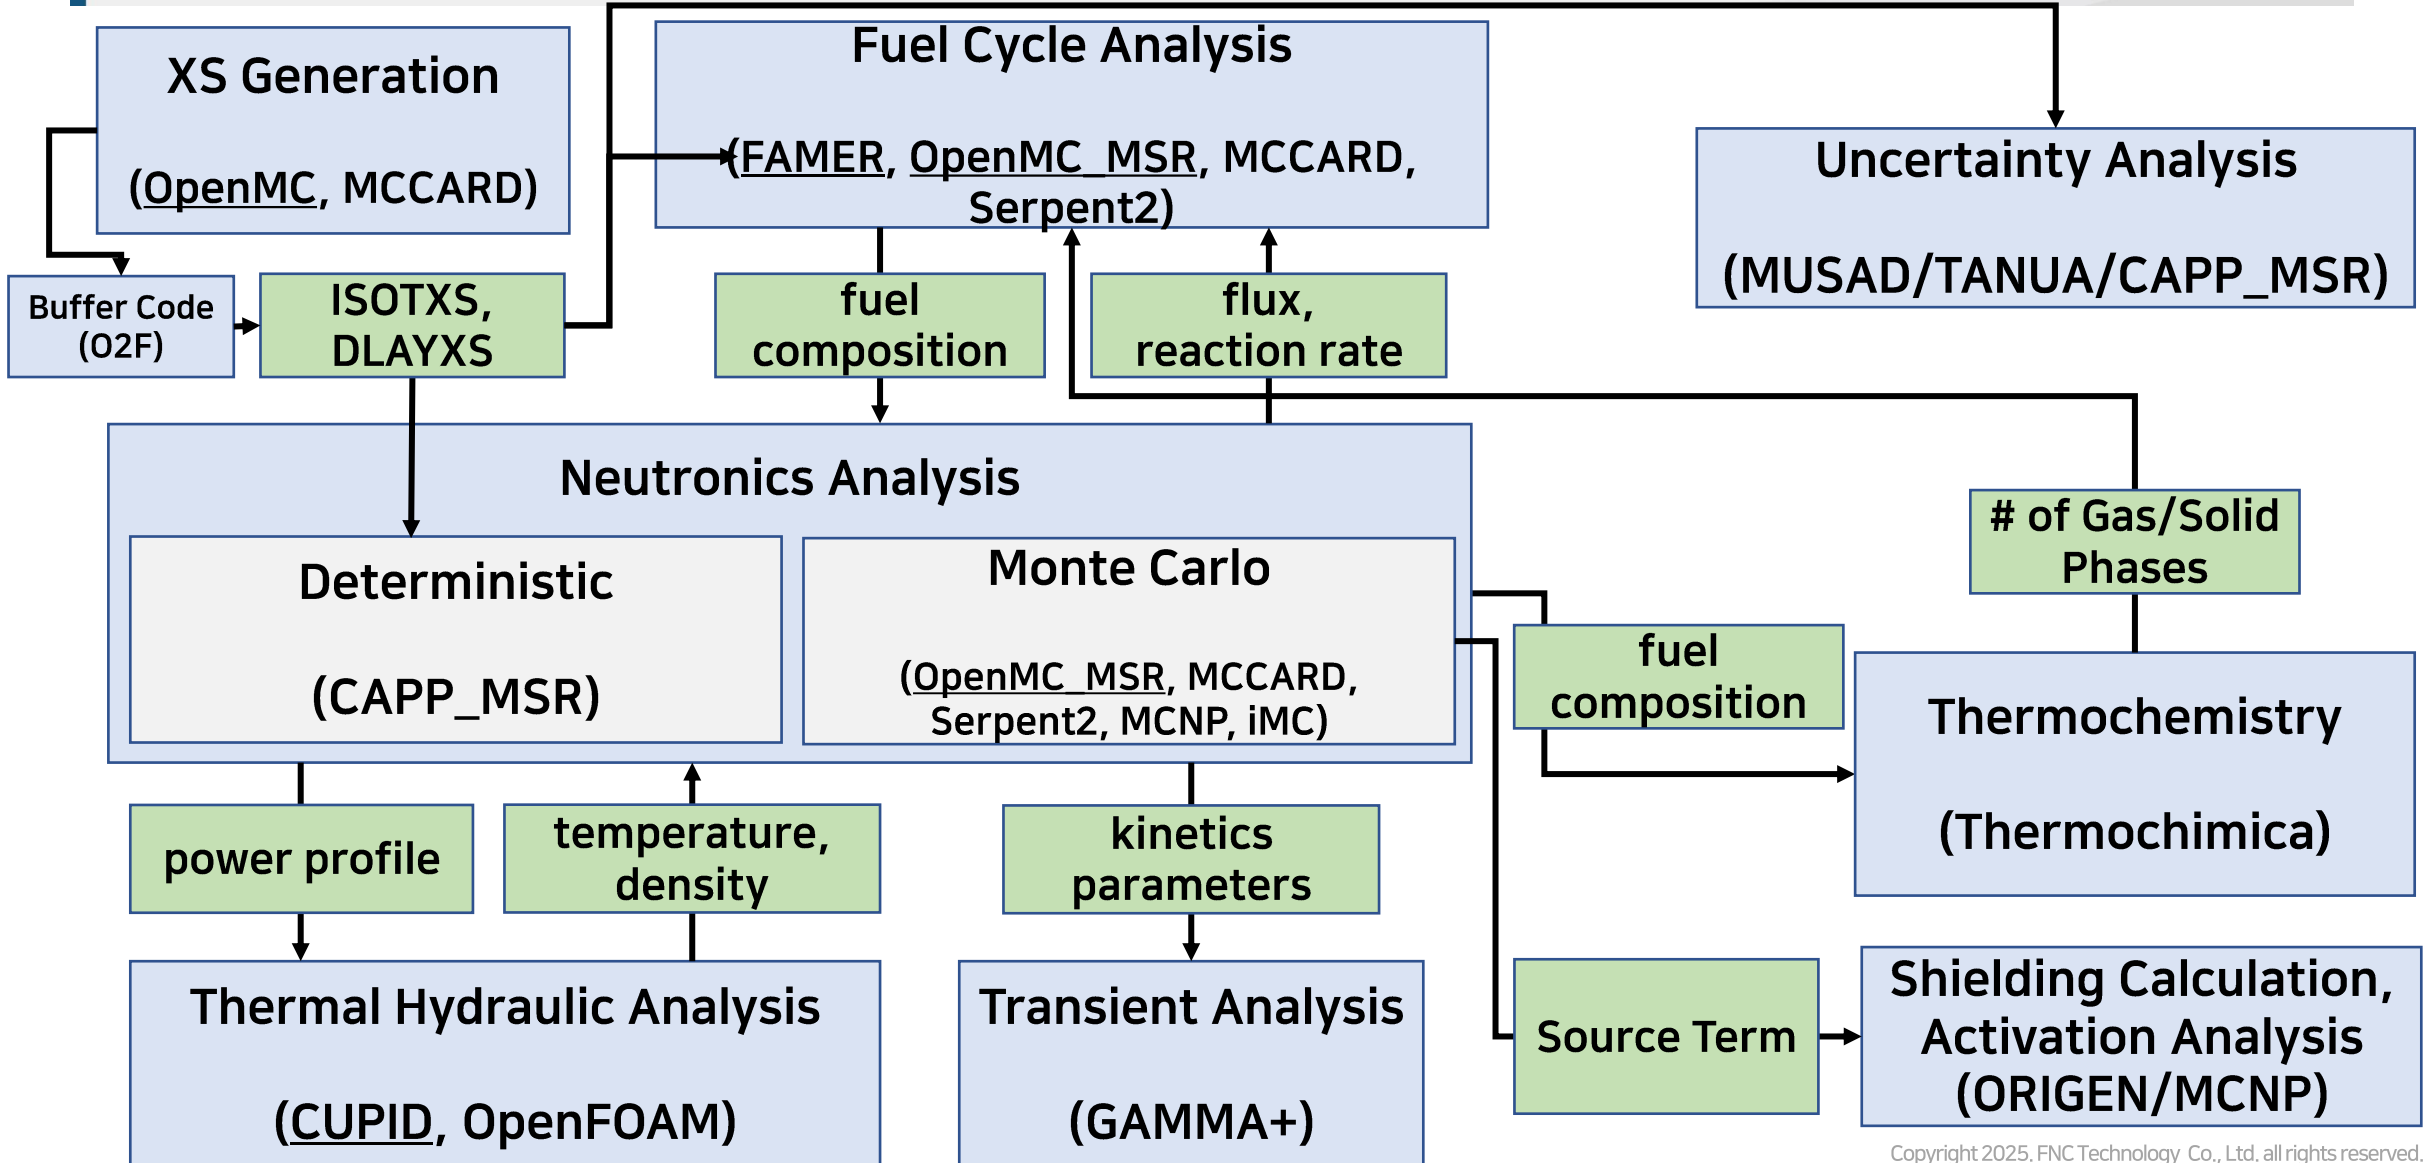 XS Generation
(OpenMC, MCCARD)
Fuel Cycle Analysis
(FAMER, OpenMC_MSR, MCCARD,
Serpent2)
Uncertainty Analysis
(MUSAD/TANUA/CAPP_MSR)
Buffer Code
(O2F)
ISOTXS,
DLAYXS
fuel
composition
flux,
reaction rate
Neutronics Analysis
Deterministic
(CAPP_MSR)
Monte Carlo
(OpenMC_MSR, MCCARD,
Serpent2, MCNP, iMC)
# of Gas/Solid
Phases
fuel
composition
Thermochemistry
(Thermochimica)
power profile
temperature,
density
kinetics
parameters
Thermal Hydraulic Analysis
(CUPID, OpenFOAM)
Transient Analysis
(GAMMA+)
Source Term
Shielding Calculation,
Activation Analysis
(ORIGEN/MCNP)
Copyright 2025, FNC Technology Co., Ltd. all rights reserved.